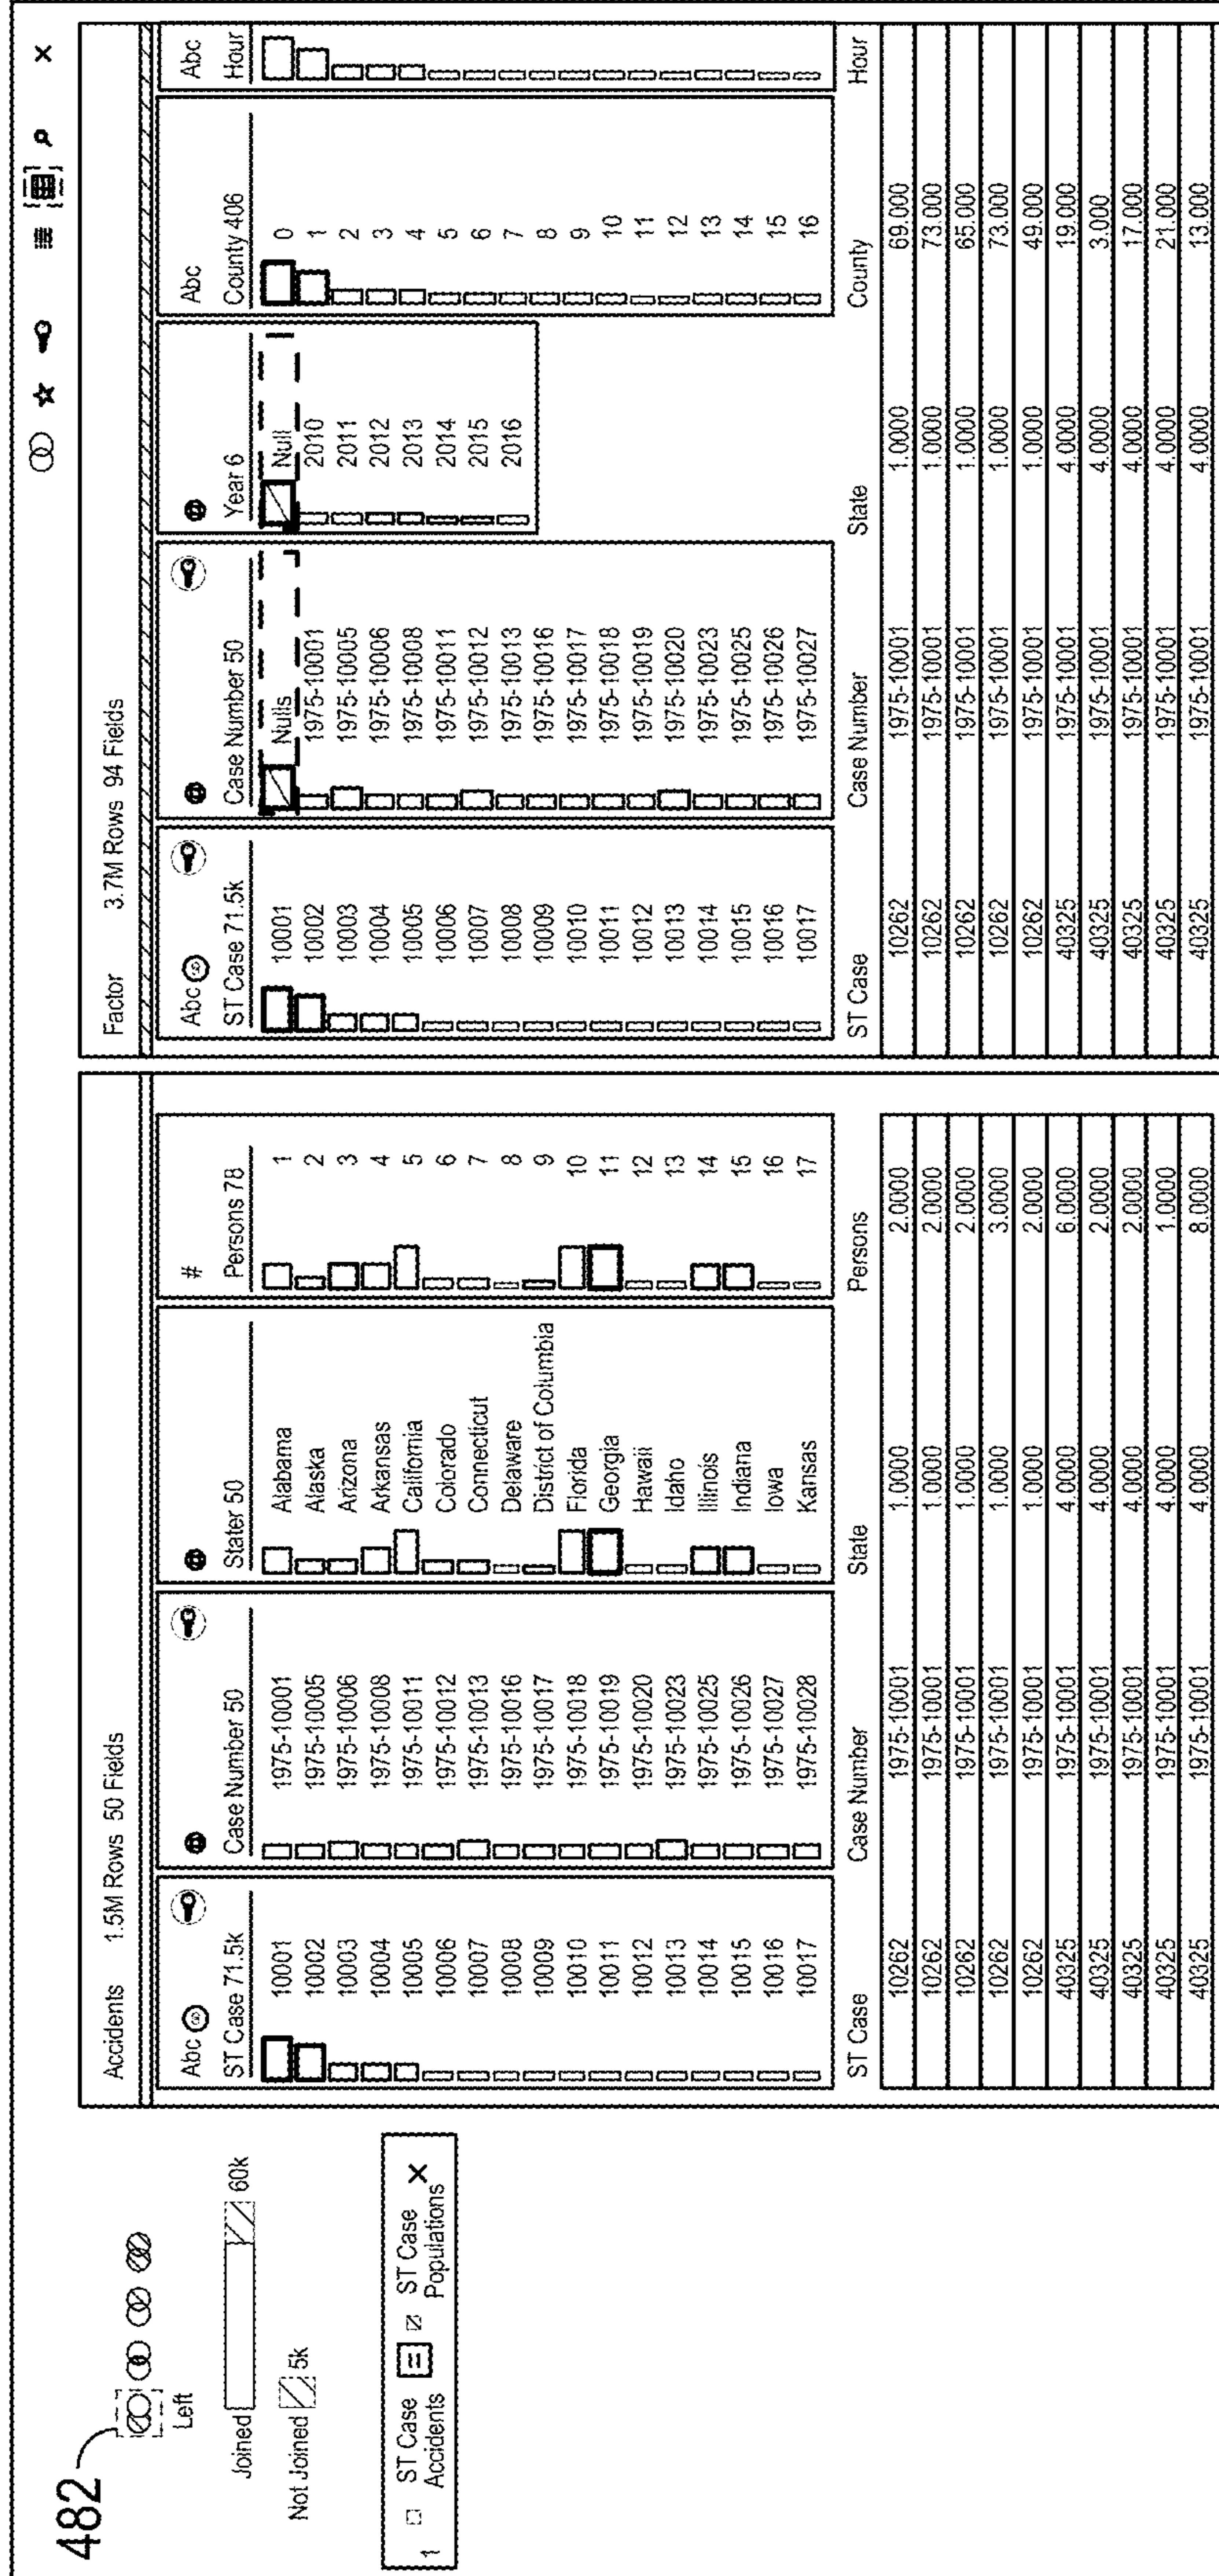 482
Left
Joined 60k
Not Joined 5k
1 ST Case Accidents = ST Case Populations X
Accidents 1.5M Rows 50 Fields
Abc
ST Case 71.5k
10001
10002
10003
10004
10005
10006
10007
10008
10009
10010
10011
10012
10013
10014
10015
10016
10017
Case Number 50
1975-10001
1975-10005
1975-10006
1975-10008
1975-10011
1975-10012
1975-10013
1975-10016
1975-10017
1975-10018
1975-10019
1975-10020
1975-10023
1975-10025
1975-10026
1975-10027
1975-10028
Stater 50
Alabama
Alaska
Arizona
Arkansas
California
Colorado
Connecticut
Delaware
District of Columbia
Florida
Georgia
Hawaii
Idaho
Illinois
Indiana
Iowa
Kansas
#
Persons 78
1
2
3
4
5
6
7
8
9
10
11
12
13
14
15
16
17
ST Case Case Number State Persons
10262 1975-10001 1.0000 2.0000
10262 1975-10001 1.0000 2.0000
10262 1975-10001 1.0000 2.0000
10262 1975-10001 1.0000 3.0000
10262 1975-10001 1.0000 2.0000
40325 1975-10001 4.0000 6.0000
40325 1975-10001 4.0000 2.0000
40325 1975-10001 4.0000 2.0000
40325 1975-10001 4.0000 1.0000
40325 1975-10001 4.0000 8.0000
Factor 3.7M Rows 94 Fields
Abc
ST Case 71.5k
10001
10002
10003
10004
10005
10006
10007
10008
10009
10010
10011
10012
10013
10014
10015
10016
10017
Case Number 50
Nulls
1975-10001
1975-10005
1975-10006
1975-10008
1975-10011
1975-10012
1975-10013
1975-10016
1975-10017
1975-10018
1975-10019
1975-10020
1975-10023
1975-10025
1975-10026
1975-10027
Year 6
Null
2010
2011
2012
2013
2014
2015
2016
Abc
County 406
0
1
2
3
4
5
6
7
8
9
10
11
12
13
14
15
16
Abc
Hour
ST Case Case Number State County Hour
10262 1975-10001 1.0000 69.000
10262 1975-10001 1.0000 73.000
10262 1975-10001 1.0000 65.000
10262 1975-10001 1.0000 73.000
10262 1975-10001 1.0000 49.000
40325 1975-10001 4.0000 19.000
40325 1975-10001 4.0000 3.000
40325 1975-10001 4.0000 17.000
40325 1975-10001 4.0000 21.000
40325 1975-10001 4.0000 13.000